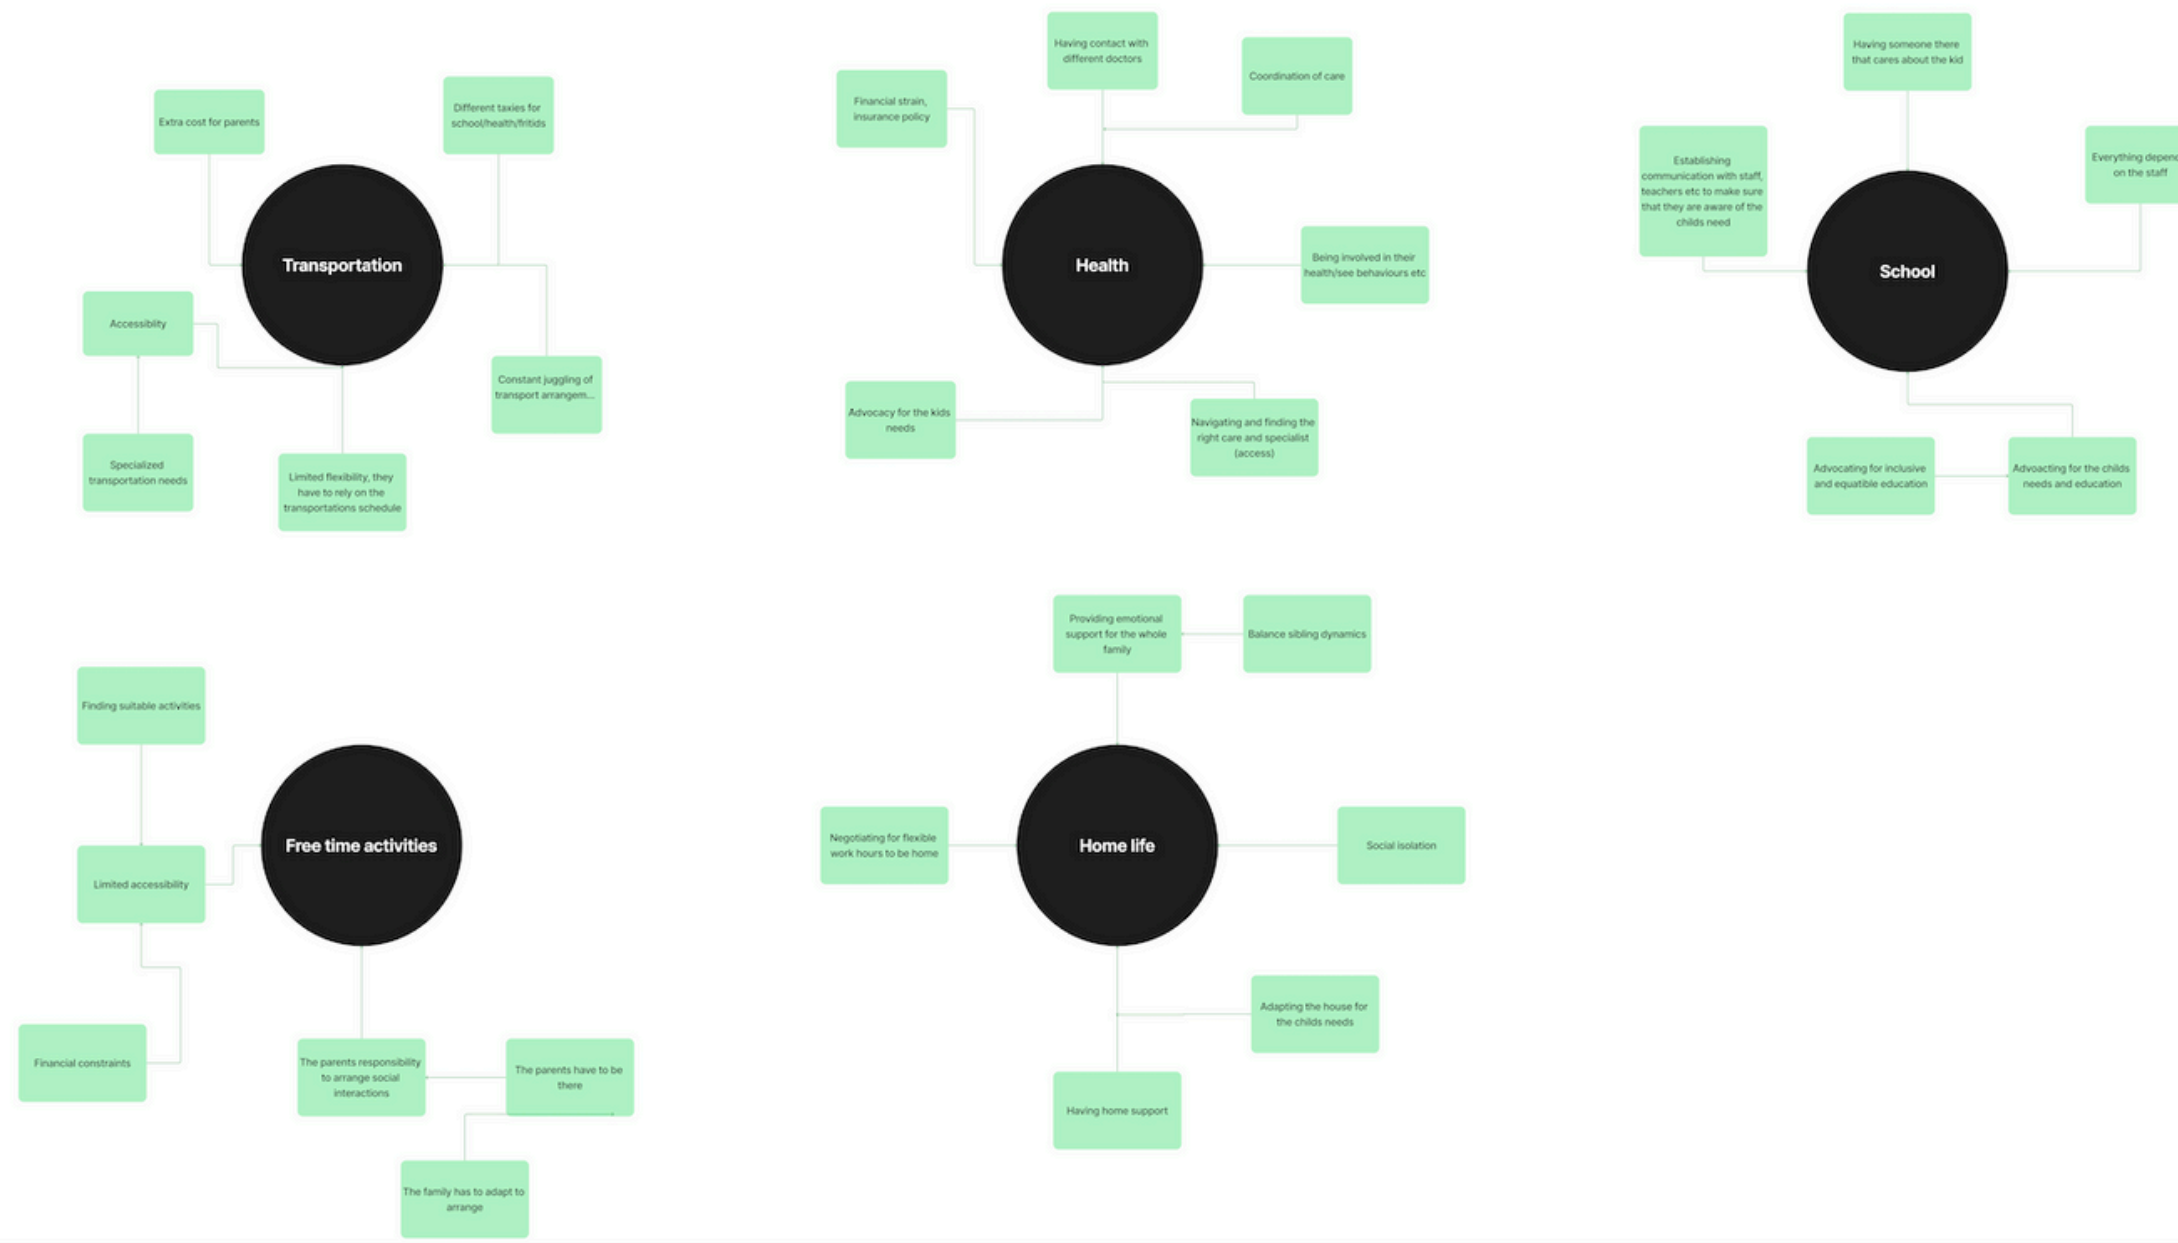 Extra cost for parents
Different taxies for
school/health/fritids
Transportation
Accessiblity
Specialized
transportation needs
Limited flexibility, they
have to rely on the
transportations schedule
Constant juggling of
transport arrangem...
Having contact with
different doctors
Coordination of care
Financial strain,
insurance policy
Health
Being involved in their
health/see behaviours etc
Advocacy for the kids
needs
Navigating and finding the
right care and specialist
(access)
Having someone there
that cares about the kid
Establishing
communication with staff,
teachers etc to make sure
that they are aware of the
childs need
Everything
on the staff
School
Advocating for inclusive
and equatible education
Advoacting for the childs
needs and education
Finding suitable activities
Free time activities
Limited accessibility
Financial constraints
The parents responsibility
to arrange social
interactions
The parents have to be
there
The family has to adapt to
arrange
Providing emotional
support for the whole
family
Balance sibling dynamics
Negotiating for flexible
work hours to be home
Home life
Social isolation
Adapting the house for
the childs needs
Having home support